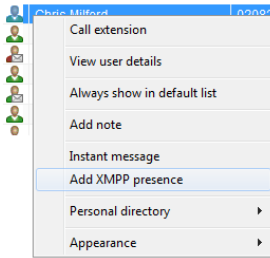 Chris Milford 02082
Call extension
View user details
Always show in default list
Add note
Instant message
Add XMPP presence
Personal directory
Appearance